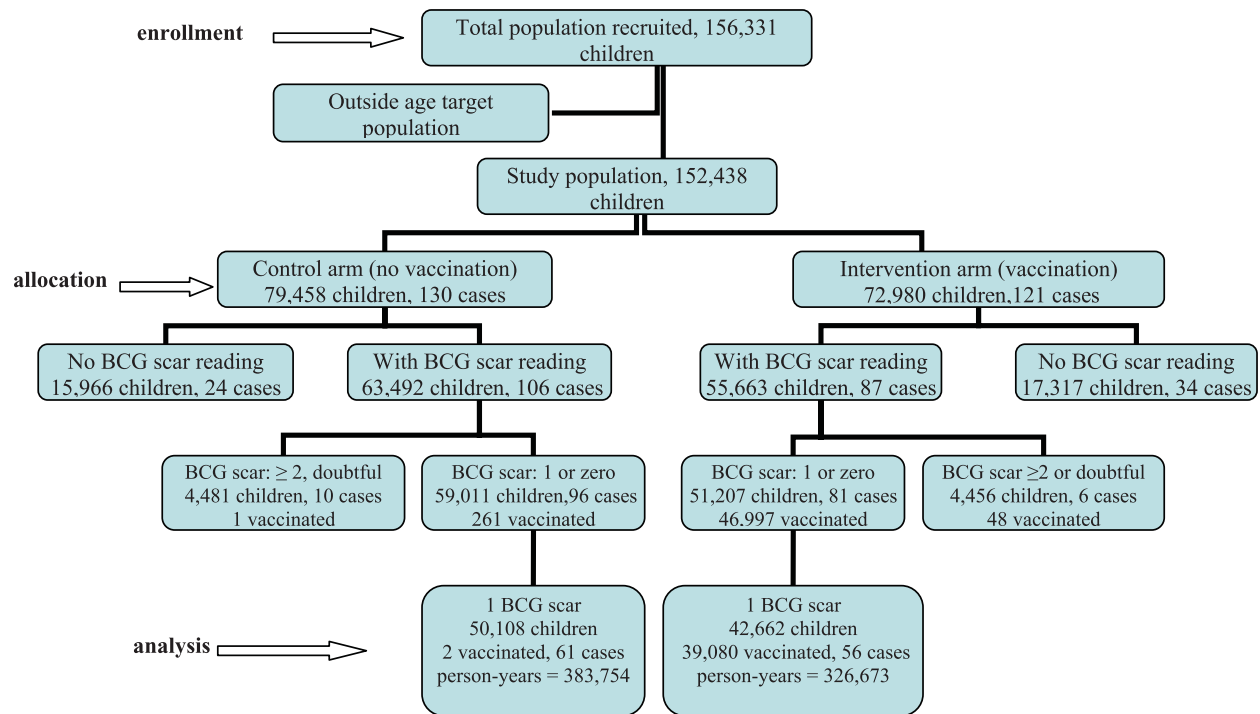 enrollment
Total population recruited, 156,331
children
Outside age target
population
Study population, 152,438
children
allocation
Control arm (no vaccination)
79,458 children, 130 cases
Intervention arm (vaccination)
72,980 children,121 cases
No BCG scar reading
15,966 children, 24 cases
With BCG scar reading
63,492 children, 106 cases
With BCG scar reading
55,663 children, 87 cases
No BCG scar reading
17,317 children, 34 cases
BCG scar: ≥ 2, doubtful
4,481 children, 10 cases
1 vaccinated
BCG scar: 1 or zero
59,011 children,96 cases
261 vaccinated
BCG scar: 1 or zero
51,207 children, 81 cases
46,997 vaccinated
BCG scar ≥2 or doubtful
4,456 children, 6 cases
48 vaccinated
analysis
1 BCG scar
50,108 children
2 vaccinated, 61 cases
person-years = 383,754
1 BCG scar
42,662 children
39,080 vaccinated, 56 cases
person-years = 326,673